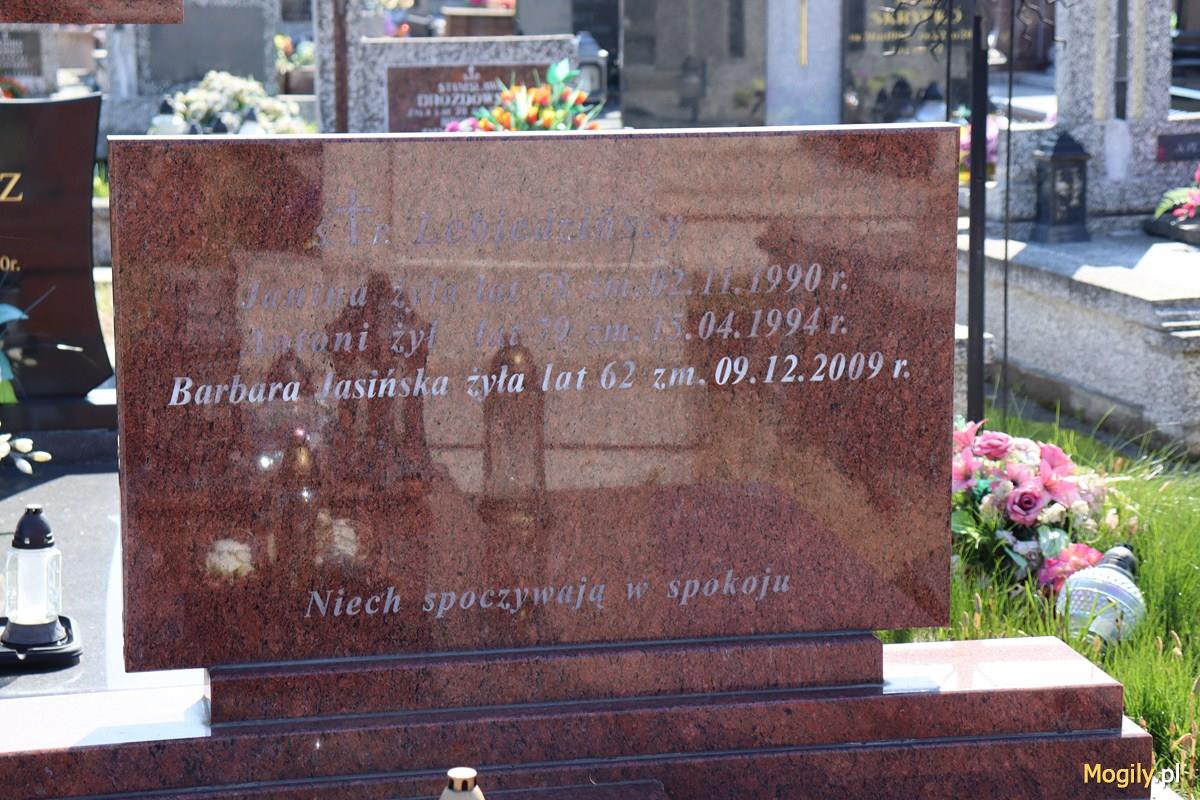 Ś†P. Lebiedzińscy
Janina żyła lat 78 zm. 02.11.1990 r.
Antoni żył lat 79 zm. 15.04.1994 r.
Barbara Jasińska żyła lat 62 zm. 09.12.2009 r.
Niech spoczywają w spokoju
Z
0r.
Mogily.pl